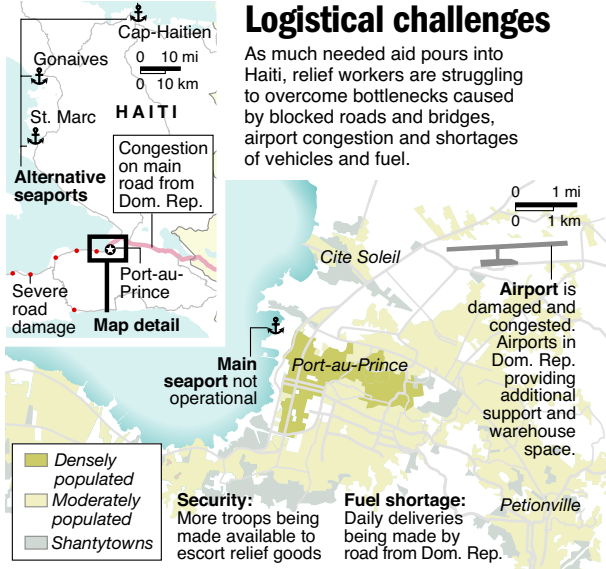 Logistical challenges
As much needed aid pours into
Haiti, relief workers are struggling
to overcome bottlenecks caused
by blocked roads and bridges,
airport congestion and shortages
of vehicles and fuel.
Cap-Haitien
Gonaives
0 10 mi
0 10 km
HAITI
St. Marc
Alternative
seaports
Congestion
on main
road from
Dom. Rep.
Port-au-
Prince
Severe
road
damage
Map detail
0 1 mi
0 1 km
Cite Soleil
Airport is
damaged and
congested.
Airports in
Dom. Rep.
providing
additional
support and
warehouse
space.
Main
seaport not
operational
Port-au-Prince
Densely
populated
Moderately
populated
Shantytowns
Security:
More troops being
made available to
escort relief goods
Fuel shortage:
Daily deliveries
being made by
road from Dom. Rep.
Petionville